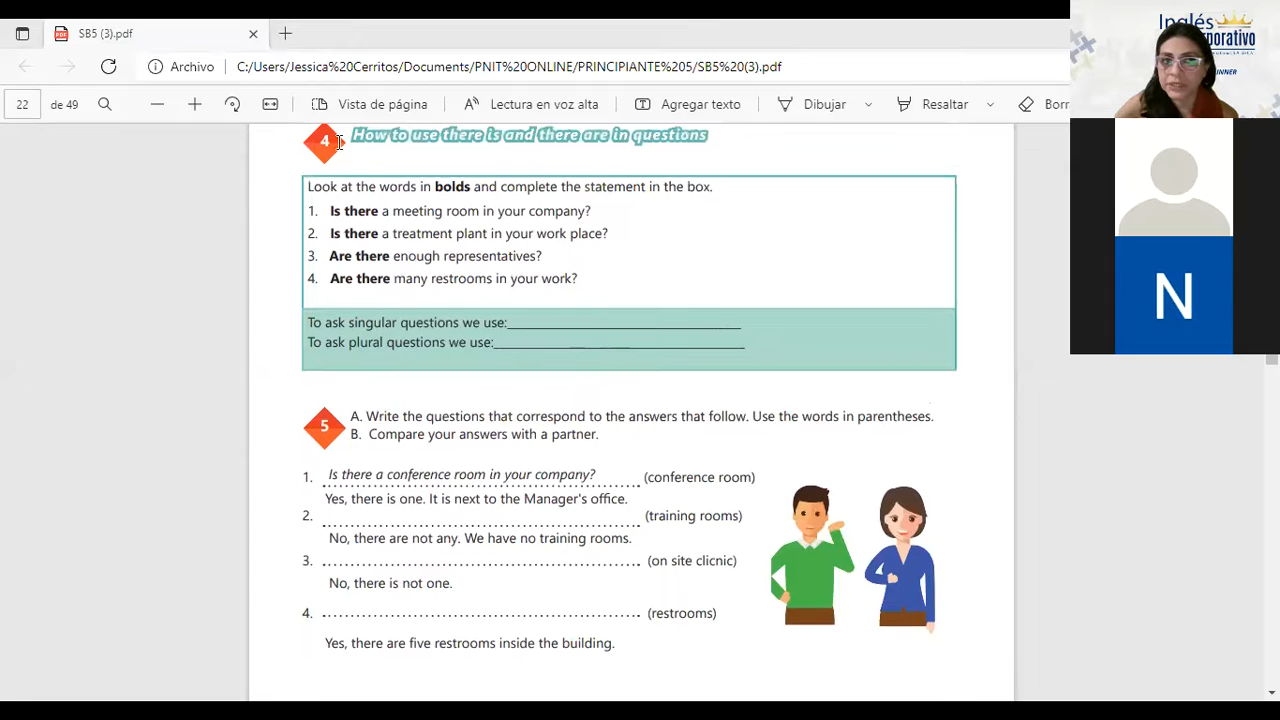 SB5 (3).pdf
Archivo
C:/Users/Jessica%20Cerritos/Documents/PNIT%20ONLINE/PRINCIPIANTE%205/SB5%20(3).pdf
22
de 49
Vista de página
Lectura en voz alta
Agregar texto
Dibujar
Resaltar
Borr
Inglés
orporativo
UNNER
N
4
How to use there is and there are in questions
Look at the words in bolds and complete the statement in the box.
1. Is there a meeting room in your company?
2. Is there a treatment plant in your work place?
3. Are there enough representatives?
4. Are there many restrooms in your work?
To ask singular questions we use:
To ask plural questions we use:
5
A. Write the questions that correspond to the answers that follow. Use the words in parentheses.
B. Compare your answers with a partner.
1. Is there a conference room in your company? (conference room)
Yes, there is one. It is next to the Manager's office.
2. (training rooms)
No, there are not any. We have no training rooms.
3. (on site clicnic)
No, there is not one.
4. (restrooms)
Yes, there are five restrooms inside the building.